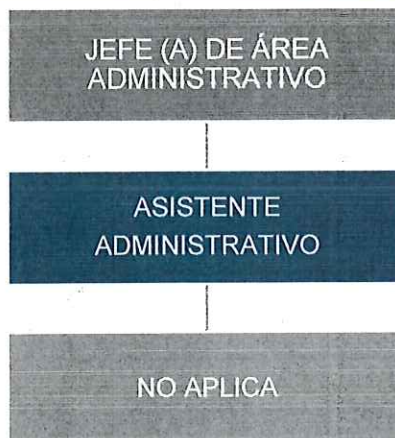 JEFE (A) DE ÁREA
ADMINISTRATIVO
ASISTENTE
ADMINISTRATIVO
NO APLICA